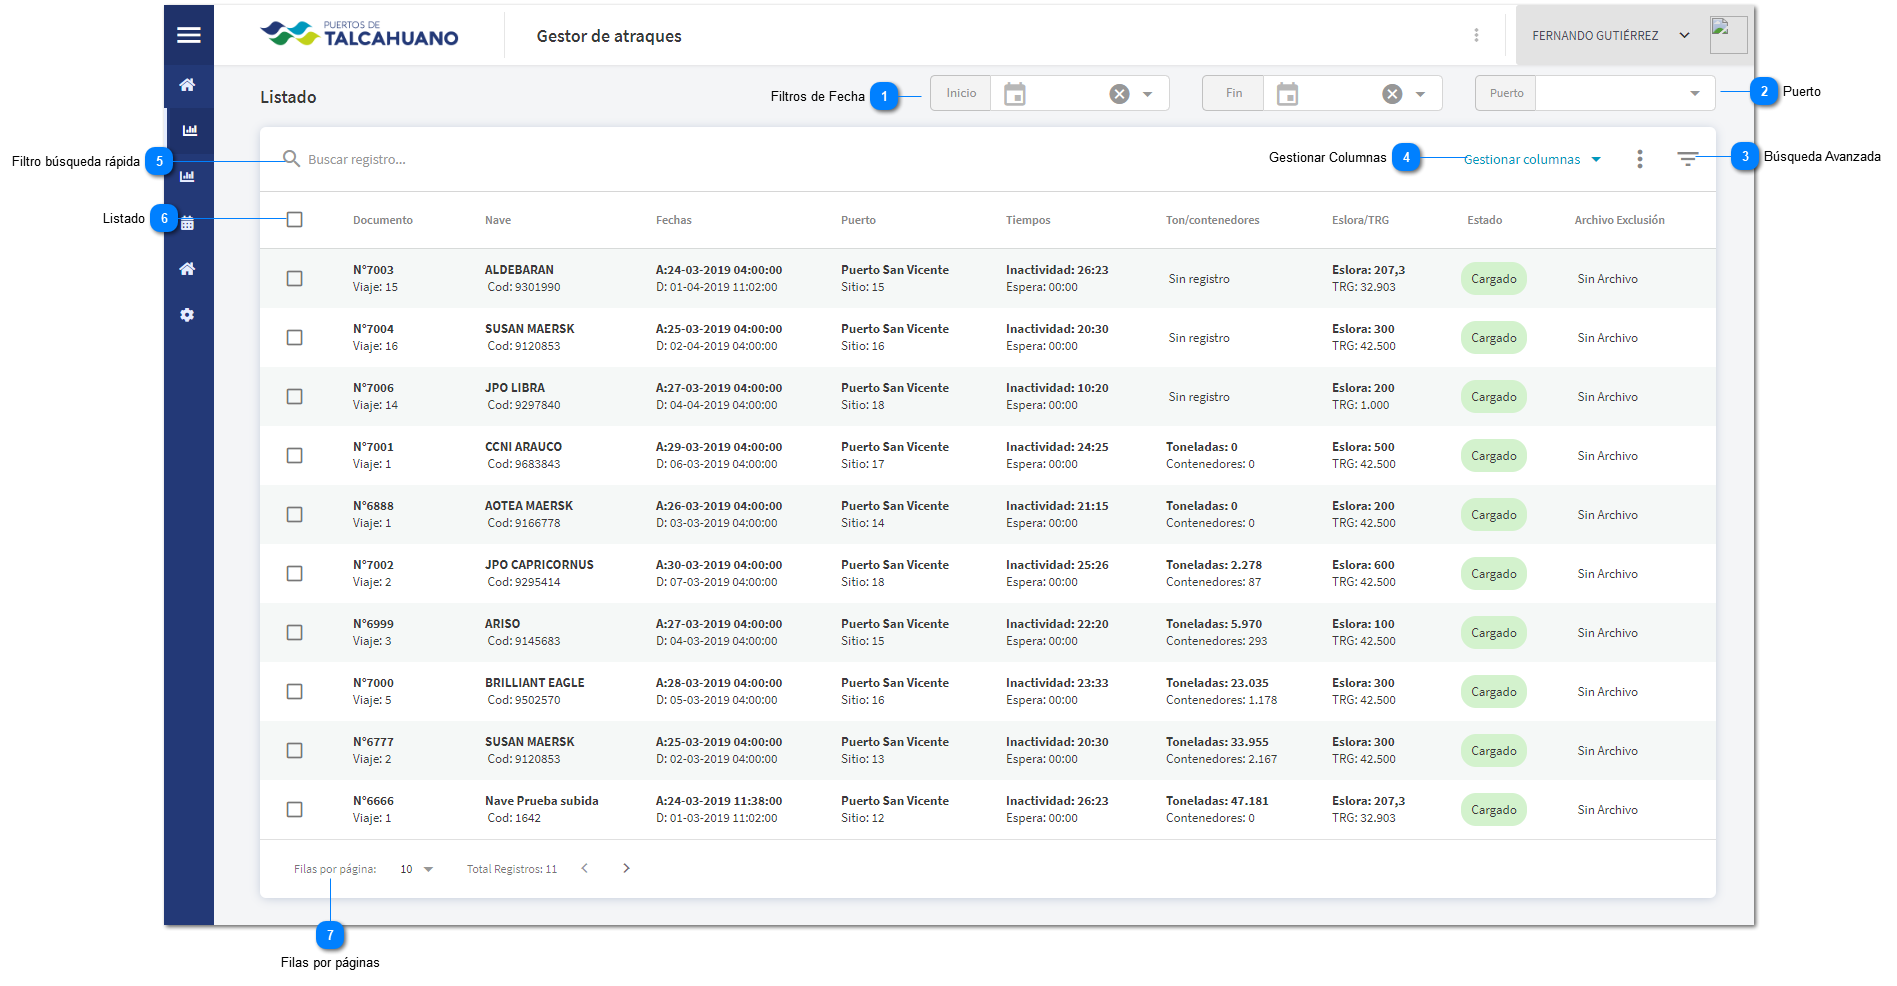 PUERTOS DE
TALCAHUANO
Gestor de atraques
FERNANDO GUTIÉRREZ
Listado
Filtros de Fecha 1
Inicio
Fin
Puerto
2 Puerto
Filtro búsqueda rápida 5
Buscar registro...
Gestionar Columnas 4
Gestionar columnas
3 Búsqueda Avanzada
Listado 6
Documento Nave Fechas Puerto Tiempos Ton/contenedores Eslora/TRG Estado Archivo Exclusión
N°7003 ALDEBARAN A:24-03-2019 04:00:00 Puerto San Vicente Inactividad: 26:23 Sin registro Eslora: 207,3 Cargado Sin Archivo
Viaje: 15 Cod: 9301990 D: 01-04-2019 11:02:00 Sitio: 15 Espera: 00:00 TRG: 32.903
N°7004 SUSAN MAERSK A:25-03-2019 04:00:00 Puerto San Vicente Inactividad: 20:30 Sin registro Eslora: 300 Cargado Sin Archivo
Viaje: 16 Cod: 9120853 D: 02-04-2019 04:00:00 Sitio: 16 Espera: 00:00 TRG: 42.500
N°7006 JPO LIBRA A:27-03-2019 04:00:00 Puerto San Vicente Inactividad: 10:20 Sin registro Eslora: 200 Cargado Sin Archivo
Viaje: 14 Cod: 9297840 D: 04-04-2019 04:00:00 Sitio: 18 Espera: 00:00 TRG: 1.000
N°7001 CCNI ARAUCO A:29-03-2019 04:00:00 Puerto San Vicente Inactividad: 24:25 Toneladas: 0 Eslora: 500 Cargado Sin Archivo
Viaje: 1 Cod: 9683843 D: 06-03-2019 04:00:00 Sitio: 17 Espera: 00:00 Contenedores: 0 TRG: 42.500
N°6888 AOTEA MAERSK A:26-03-2019 04:00:00 Puerto San Vicente Inactividad: 21:15 Toneladas: 0 Eslora: 200 Cargado Sin Archivo
Viaje: 1 Cod: 9166778 D: 03-03-2019 04:00:00 Sitio: 14 Espera: 00:00 Contenedores: 0 TRG: 42.500
N°7002 JPO CAPRICORNUS A:30-03-2019 04:00:00 Puerto San Vicente Inactividad: 25:26 Toneladas: 2.278 Eslora: 600 Cargado Sin Archivo
Viaje: 2 Cod: 9295414 D: 07-03-2019 04:00:00 Sitio: 18 Espera: 00:00 Contenedores: 87 TRG: 42.500
N°6999 ARISO A:27-03-2019 04:00:00 Puerto San Vicente Inactividad: 22:20 Toneladas: 5.970 Eslora: 100 Cargado Sin Archivo
Viaje: 3 Cod: 9145683 D: 04-03-2019 04:00:00 Sitio: 15 Espera: 00:00 Contenedores: 293 TRG: 42.500
N°7000 BRILLIANT EAGLE A:28-03-2019 04:00:00 Puerto San Vicente Inactividad: 23:33 Toneladas: 23.035 Eslora: 300 Cargado Sin Archivo
Viaje: 5 Cod: 9502570 D: 05-03-2019 04:00:00 Sitio: 16 Espera: 00:00 Contenedores: 1.178 TRG: 42.500
N°6777 SUSAN MAERSK A:25-03-2019 04:00:00 Puerto San Vicente Inactividad: 20:30 Toneladas: 33.955 Eslora: 300 Cargado Sin Archivo
Viaje: 2 Cod: 9120853 D: 02-03-2019 04:00:00 Sitio: 13 Espera: 00:00 Contenedores: 2.167 TRG: 42.500
N°6666 Nave Prueba subida A:24-03-2019 11:38:00 Puerto San Vicente Inactividad: 26:23 Toneladas: 47.181 Eslora: 207,3 Cargado Sin Archivo
Viaje: 1 Cod: 1642 D: 01-03-2019 11:02:00 Sitio: 12 Espera: 00:00 Contenedores: 0 TRG: 32.903
Filas por página: 10 Total Registros: 11
7
Filas por páginas